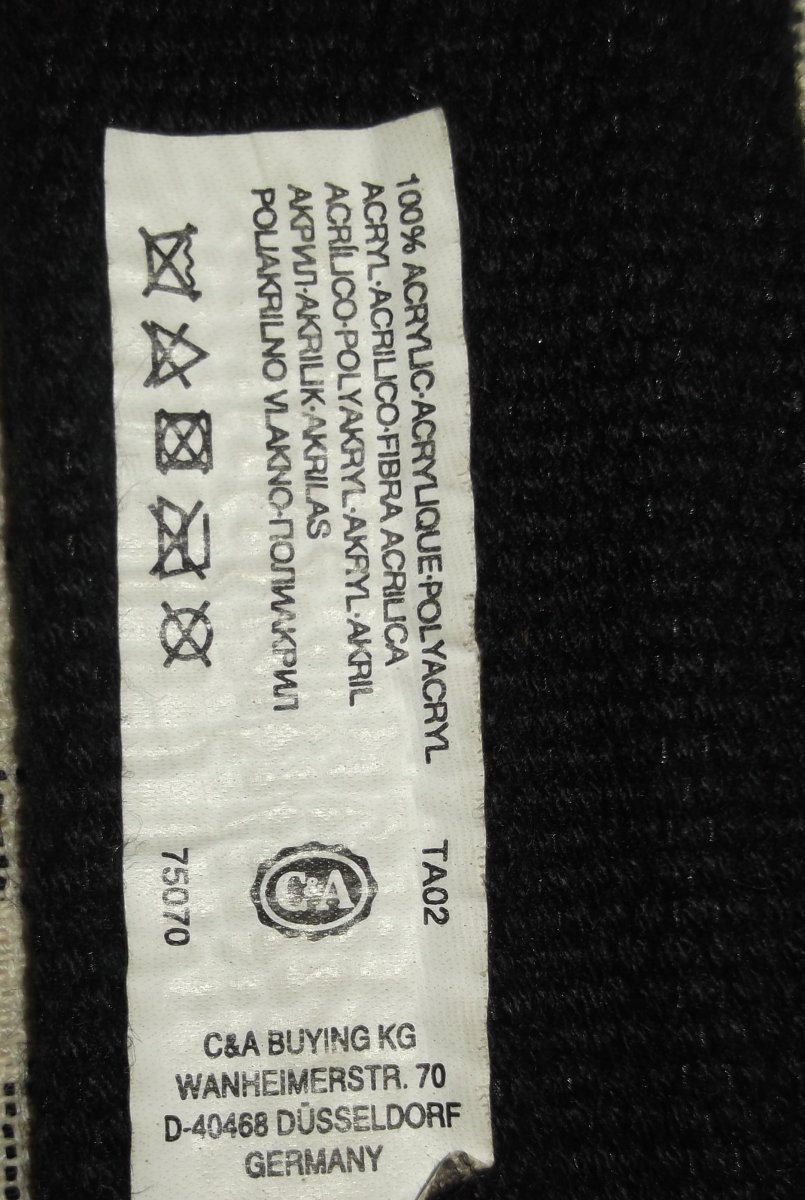 100% ACRYLIC·ACRYLIQUE·POLYACRYL
ACRYL·ACRILICO·FIBRA ACRILICA
ACRÍLICO·POLYAKRYL·AKRYL·AKRIL
АКРИЛ·AKRILIK·AKRILAS
POLIAKRILNO VLAKNO·ПОЛИАКРИЛ
TA02
C&A
75070
C&A BUYING KG
WANHEIMERSTR. 70
D-40468 DÜSSELDORF
GERMANY